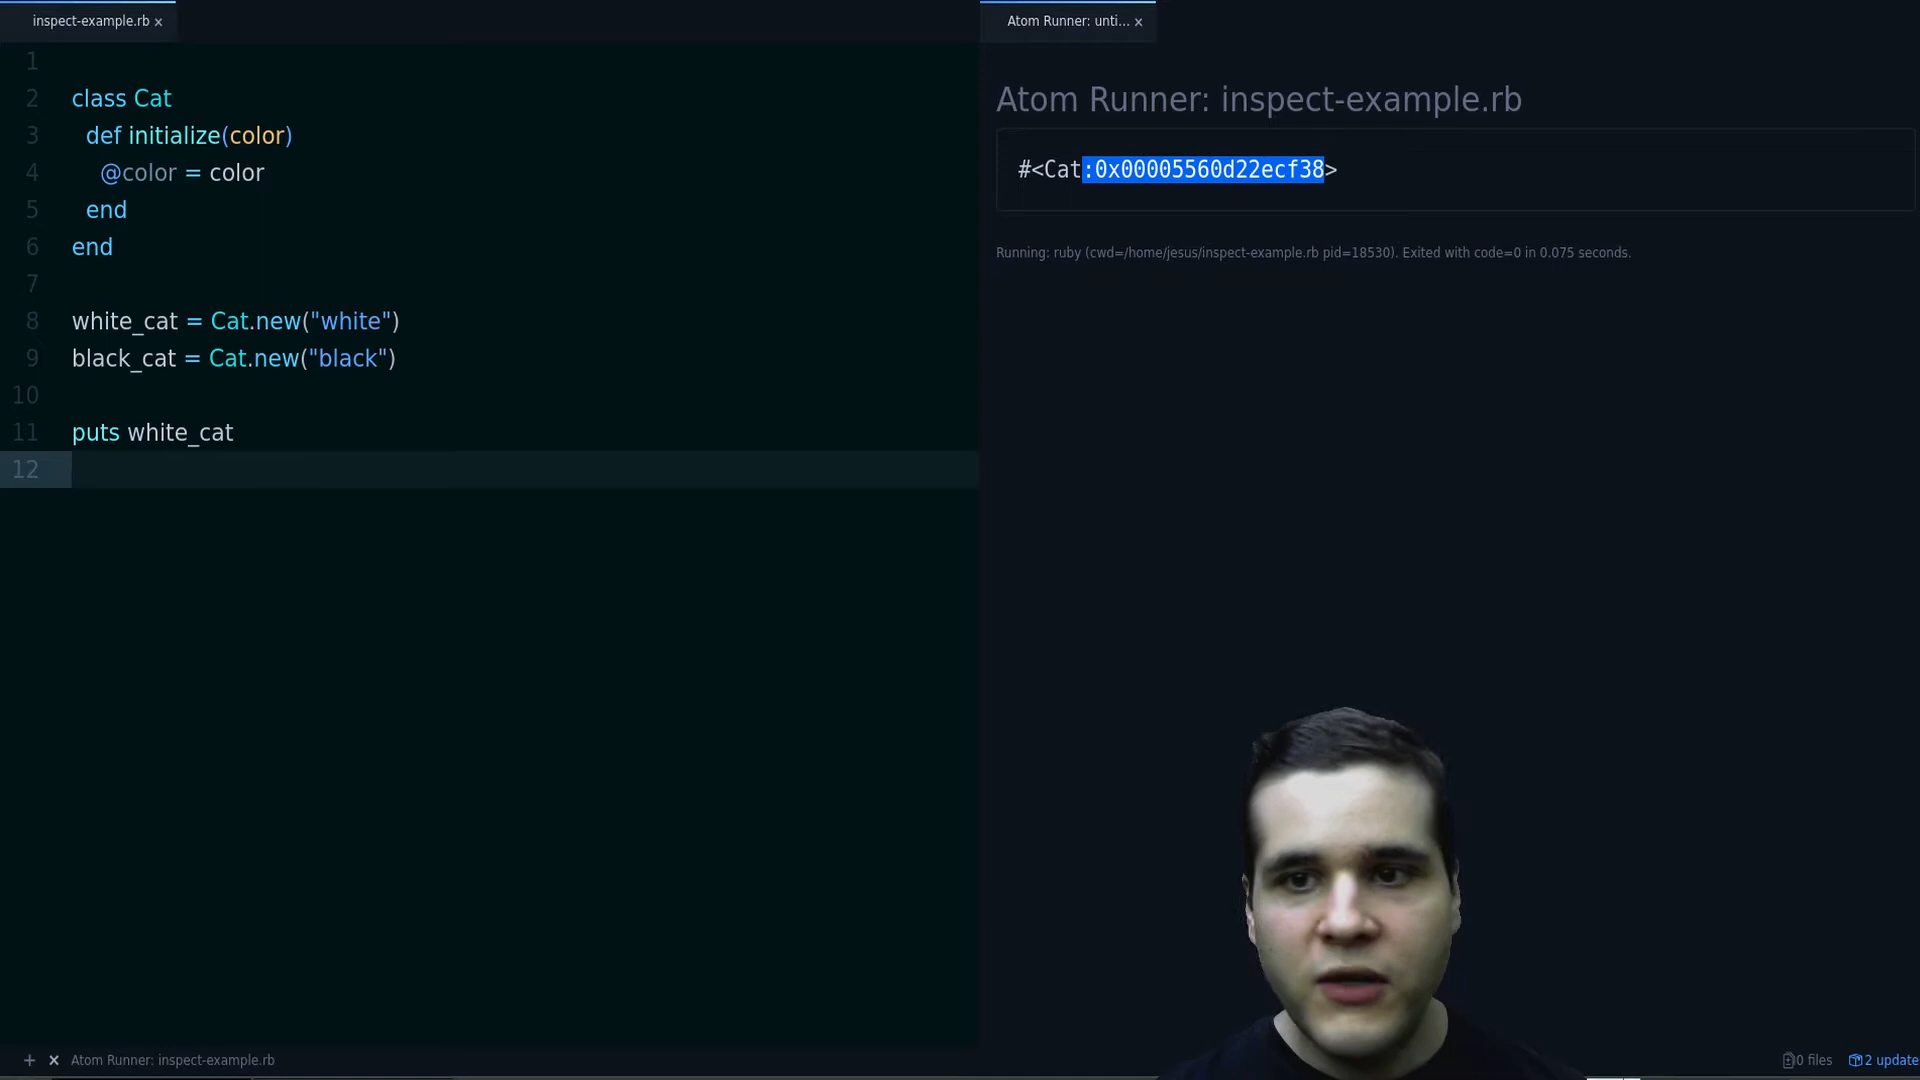 inspect-example.rb ×
Atom Runner: unti... ×
1
2 class Cat
3 def initialize(color)
4 @color = color
5 end
6 end
7
8 white_cat = Cat.new("white")
9 black_cat = Cat.new("black")
10
11 puts white_cat
12
Atom Runner: inspect-example.rb
#<Cat:0x00005560d22ecf38>
Running: ruby (cwd=/home/jesus/inspect-example.rb pid=18530). Exited with code=0 in 0.075 seconds.
+ × Atom Runner: inspect-example.rb
0 files
2 update